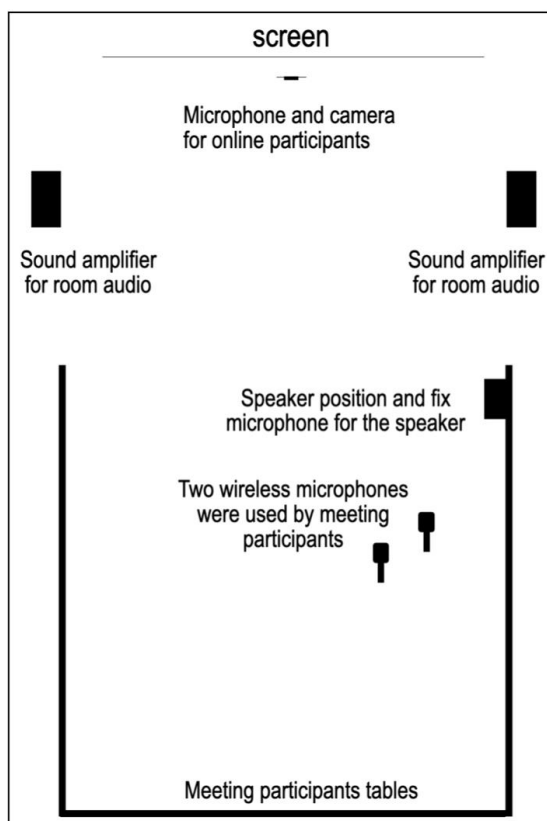 screen
Microphone and camera
for online participants
Sound amplifier
for room audio
Sound amplifier
for room audio
Speaker position and fix
microphone for the speaker
Two wireless microphones
were used by meeting
participants
Meeting participants tables